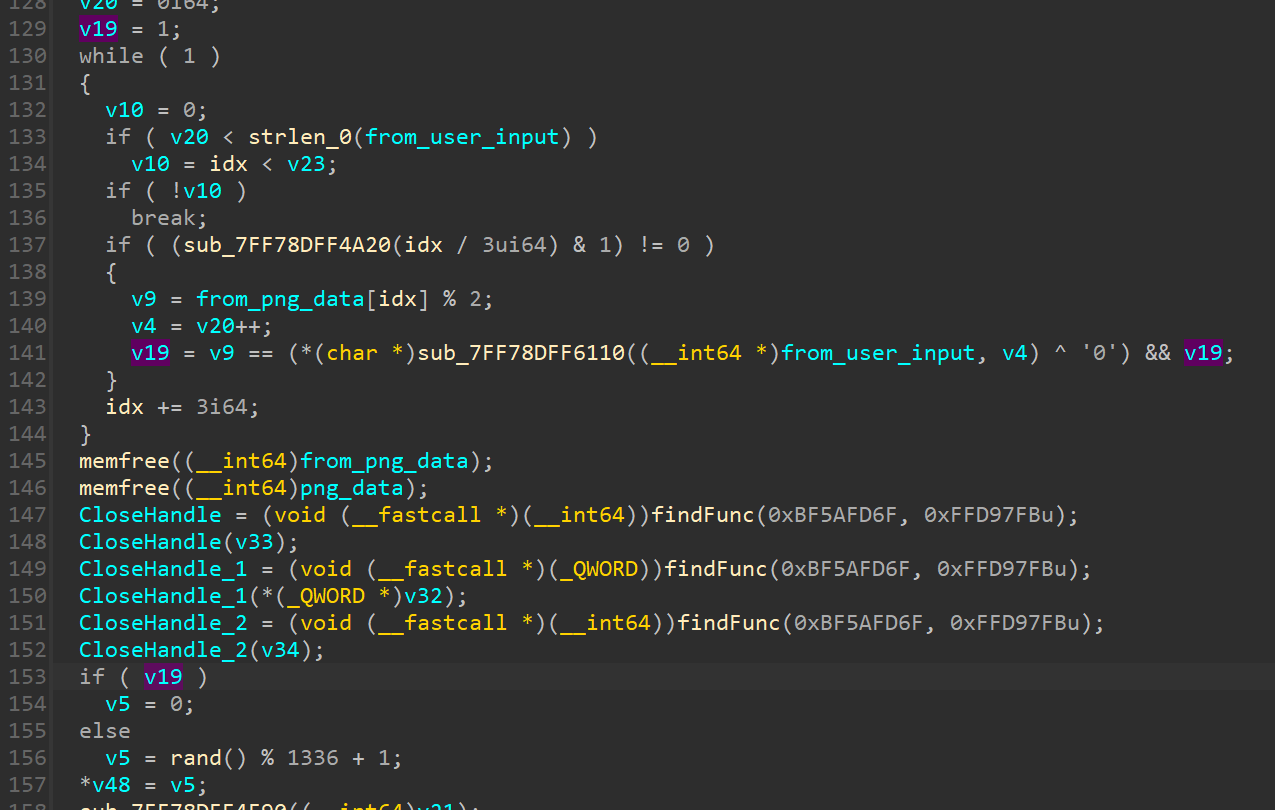 128 v20 = 0i64;
129 v19 = 1;
130 while ( 1 )
131 {
132 v10 = 0;
133 if ( v20 < strlen_0(from_user_input) )
134 v10 = idx < v23;
135 if ( !v10 )
136 break;
137 if ( (sub_7FF78DFF4A20(idx / 3ui64) & 1) != 0 )
138 {
139 v9 = from_png_data[idx] % 2;
140 v4 = v20++;
141 v19 = v9 == (*(char *)sub_7FF78DFF6110((__int64 *)from_user_input, v4) ^ '0') && v19;
142 }
143 idx += 3i64;
144 }
145 memfree((__int64)from_png_data);
146 memfree((__int64)png_data);
147 CloseHandle = (void (__fastcall *)(__int64))findFunc(0xBF5AFD6F, 0xFFD97FBu);
148 CloseHandle(v33);
149 CloseHandle_1 = (void (__fastcall *)(_QWORD))findFunc(0xBF5AFD6F, 0xFFD97FBu);
150 CloseHandle_1(*(_QWORD *)v32);
151 CloseHandle_2 = (void (__fastcall *)(__int64))findFunc(0xBF5AFD6F, 0xFFD97FBu);
152 CloseHandle_2(v34);
153 if ( v19 )
154 v5 = 0;
155 else
156 v5 = rand() % 1336 + 1;
157 *v48 = v5;